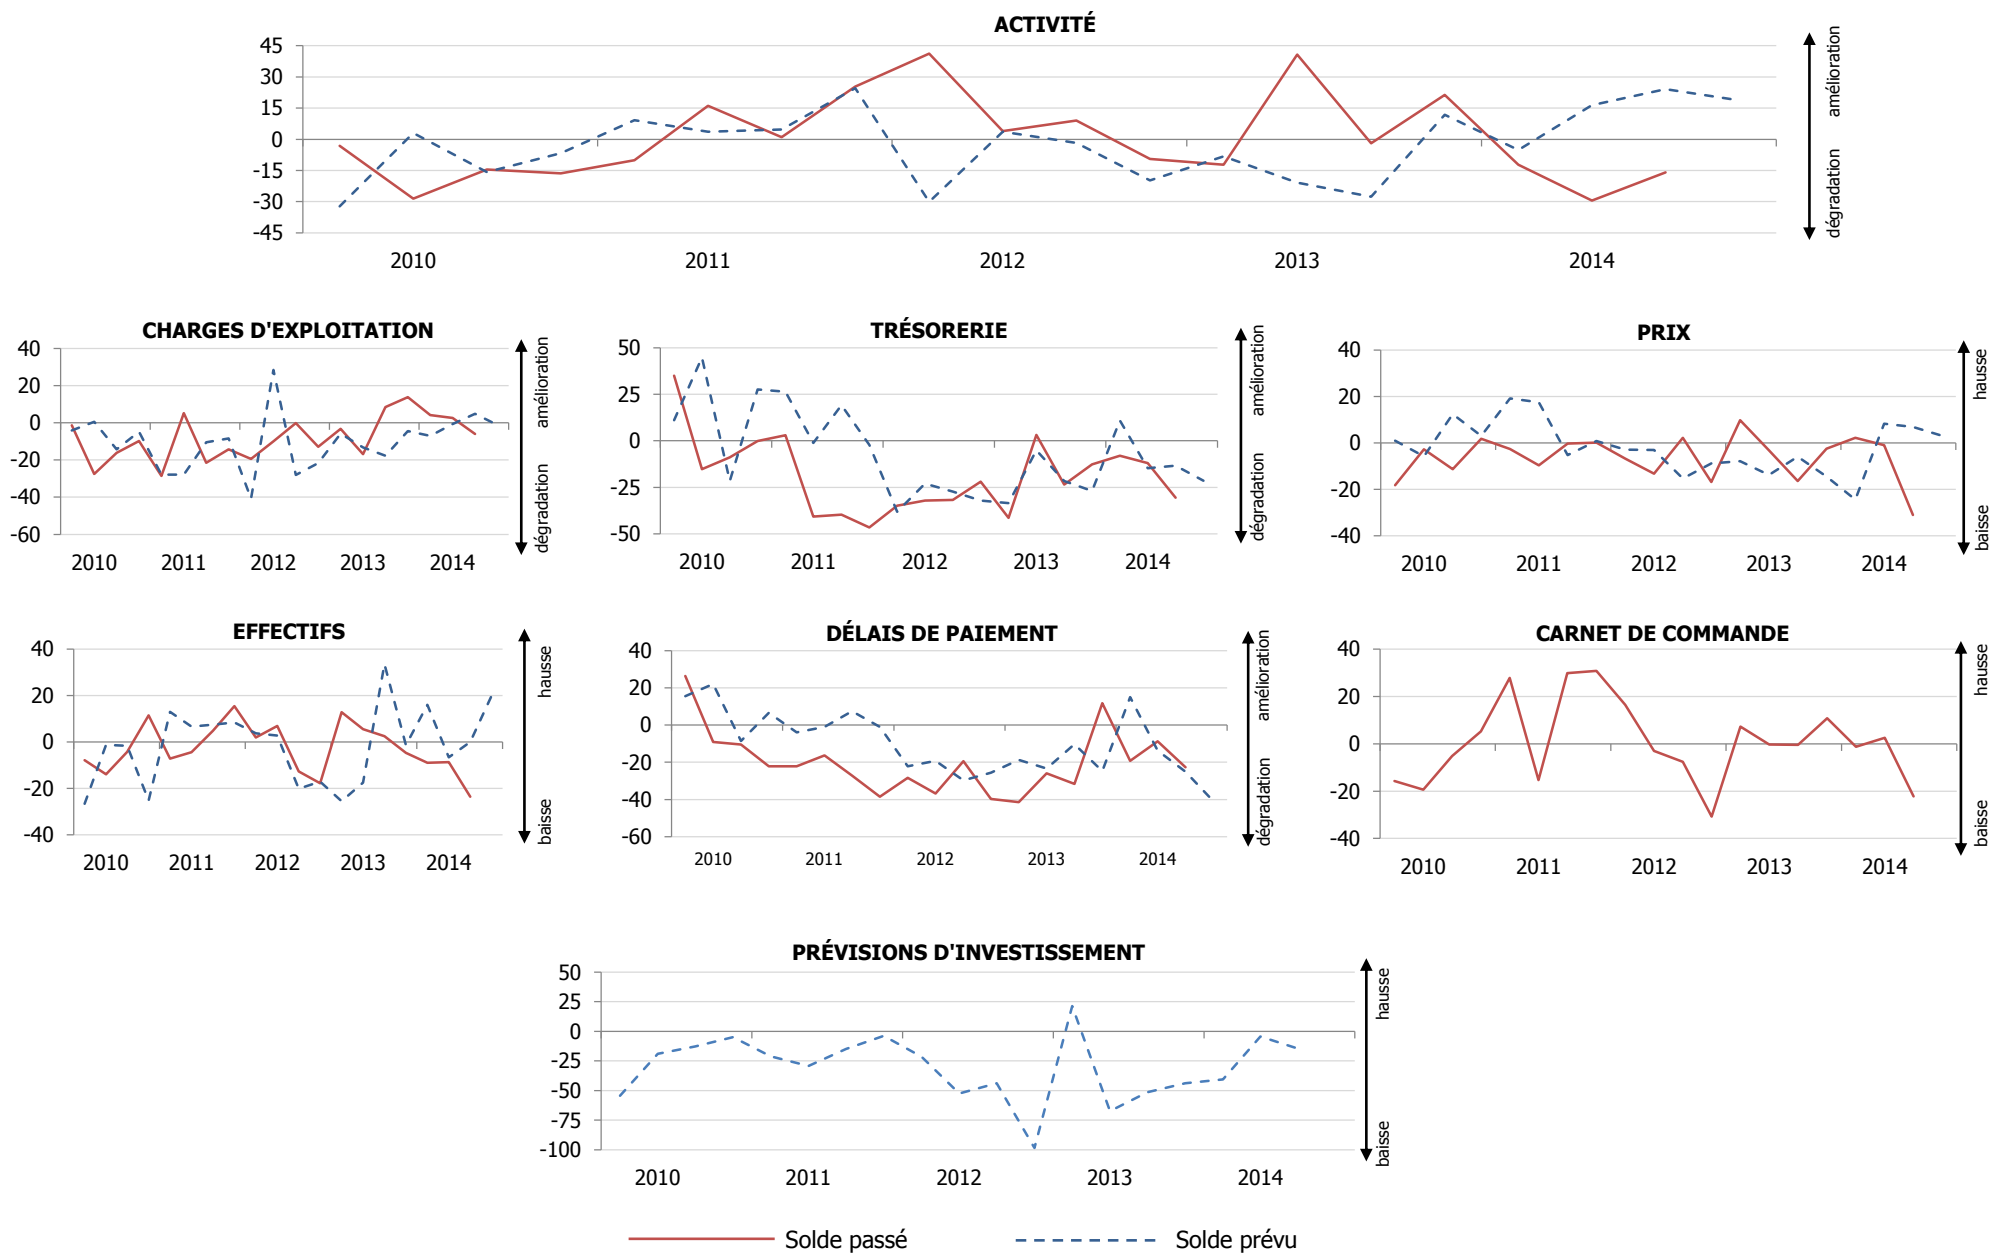 ACTIVITÉ
45
30
15
0
-15
-30
-45
2010 2011 2012 2013 2014
amélioration
dégradation
CHARGES D'EXPLOITATION
40
20
0
-20
-40
-60
2010 2011 2012 2013 2014
amélioration
dégradation
TRÉSORERIE
50
25
0
-25
-50
2010 2011 2012 2013 2014
amélioration
dégradation
PRIX
40
20
0
-20
-40
2010 2011 2012 2013 2014
hausse
baisse
EFFECTIFS
40
20
0
-20
-40
2010 2011 2012 2013 2014
hausse
baisse
DÉLAIS DE PAIEMENT
40
20
0
-20
-40
-60
2010 2011 2012 2013 2014
amélioration
dégradation
CARNET DE COMMANDE
40
20
0
-20
-40
2010 2011 2012 2013 2014
hausse
baisse
PRÉVISIONS D'INVESTISSEMENT
50
25
0
-25
-50
-75
-100
2010 2011 2012 2013 2014
hausse
baisse
Solde passé Solde prévu